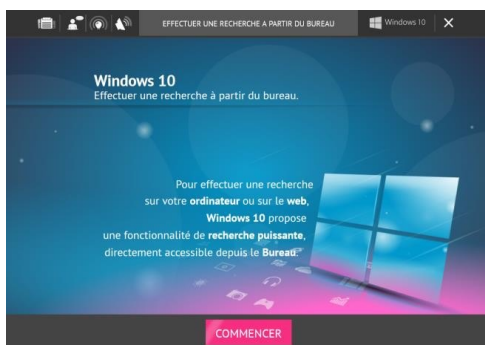 EFFECTUER UNE RECHERCHE A PARTIR DU BUREAU
Windows 10
Windows 10
Effectuer une recherche à partir du bureau.
Pour effectuer une recherche
sur votre ordinateur ou sur le web,
Windows 10 propose
une fonctionnalité de recherche puissante,
directement accessible depuis le Bureau.
COMMENCER